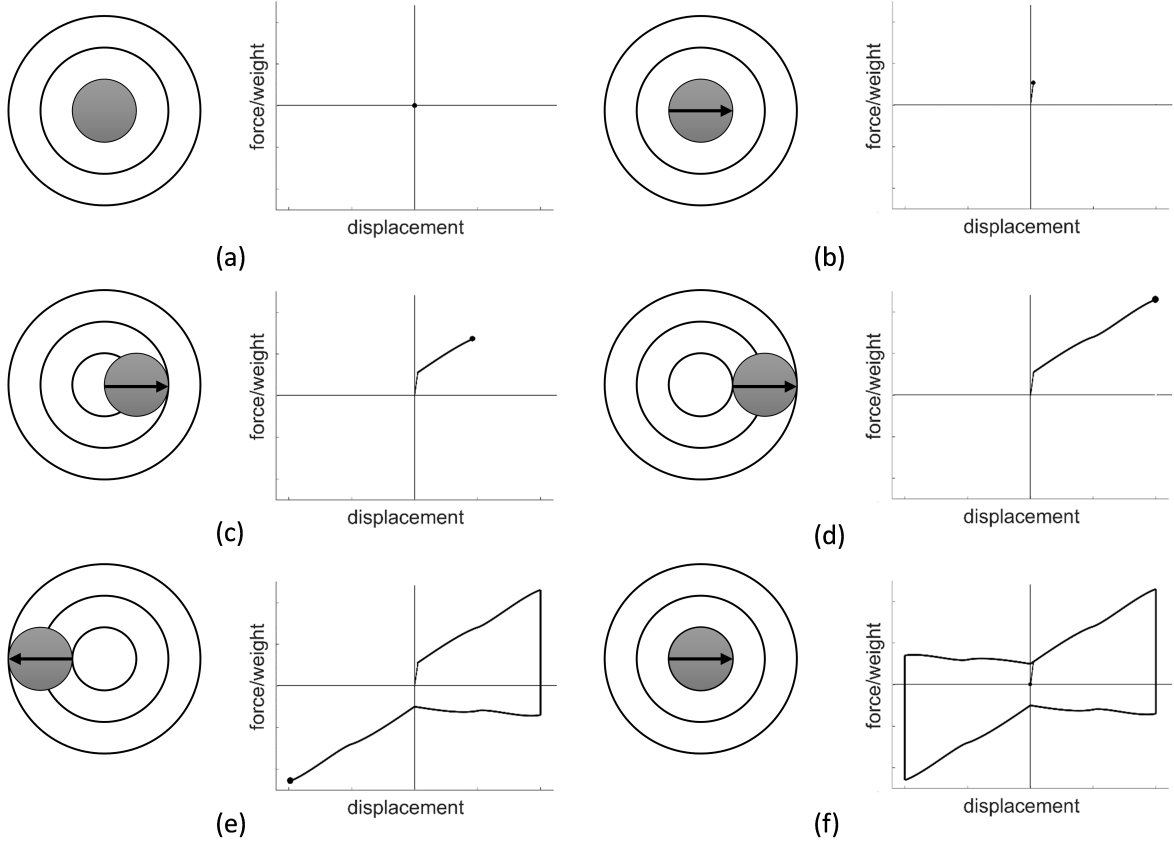 force/weight
displacement
(a)
force/weight
displacement
(b)
force/weight
displacement
(c)
force/weight
displacement
(d)
force/weight
displacement
(e)
force/weight
displacement
(f)